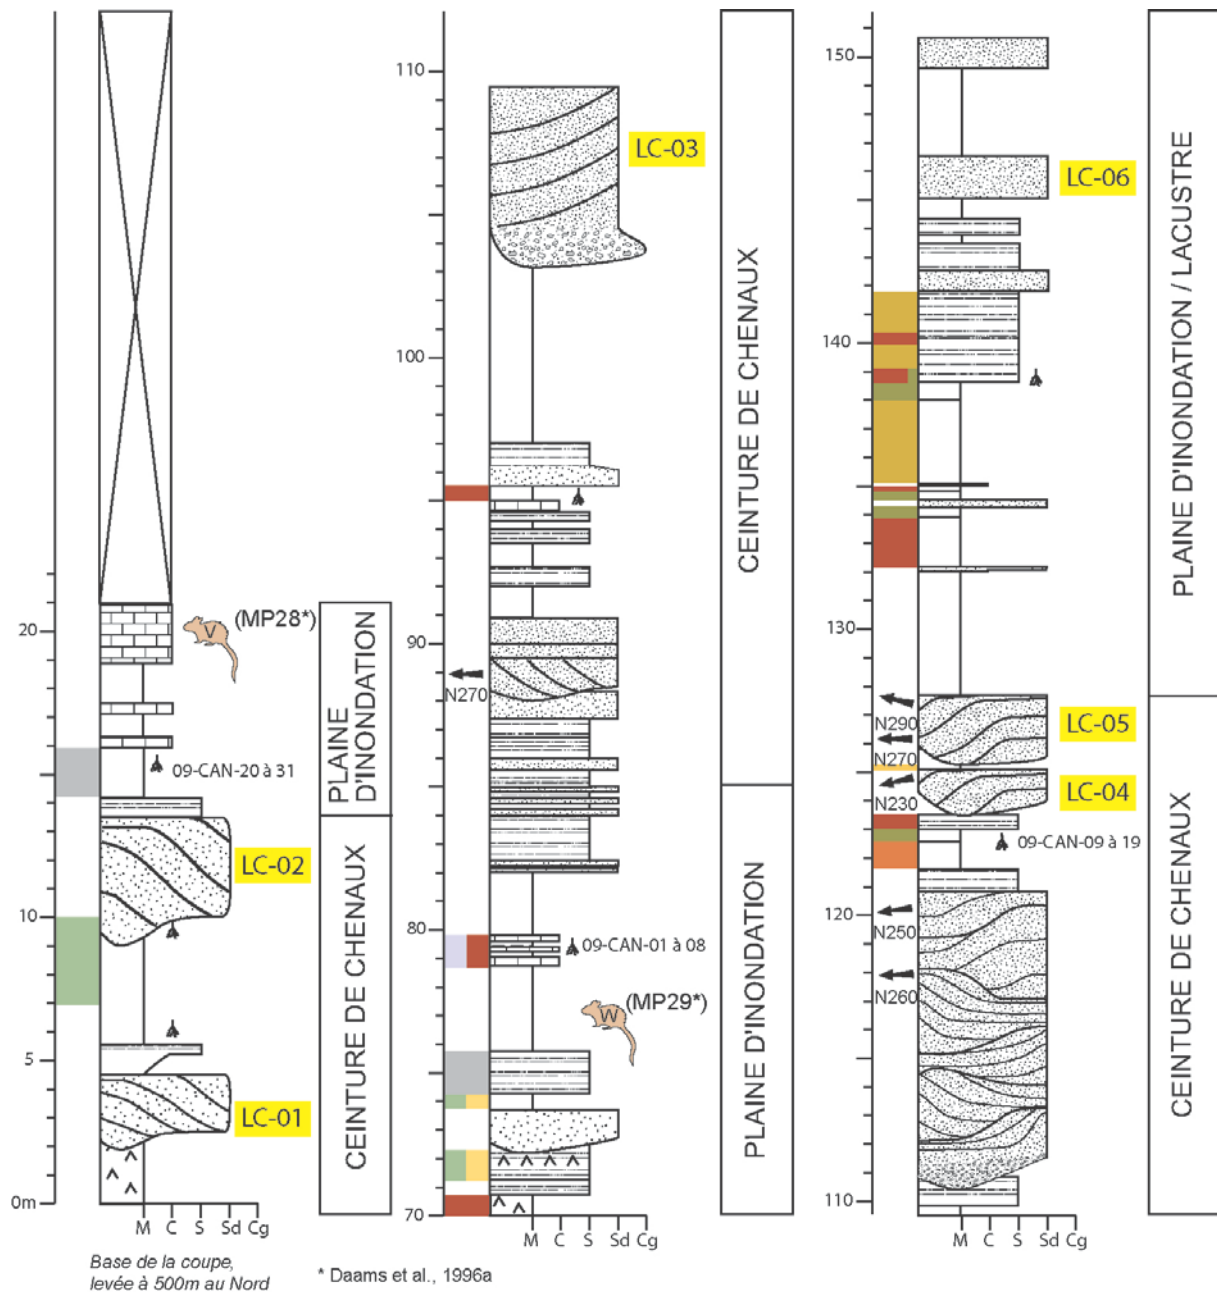 20
10
5
0m
M C S Sd Cg
V
(MP28*)
09-CAN-20 à 31
LC-02
LC-01
PLAINE
D'INONDATION
CEINTURE DE CHENAUX
Base de la coupe,
levée à 500m au Nord
* Daams et al., 1996a
110
100
90
80
70
N270
M C S Sd Cg
LC-03
09-CAN-01 à 08
W
(MP29*)
CEINTURE DE CHENAUX
PLAINE D'INONDATION
150
140
130
120
110
N290
N270
N230
N250
N260
M C S Sd Cg
LC-06
LC-05
LC-04
09-CAN-09 à 19
PLAINE D'INONDATION / LACUSTRE
CEINTURE DE CHENAUX